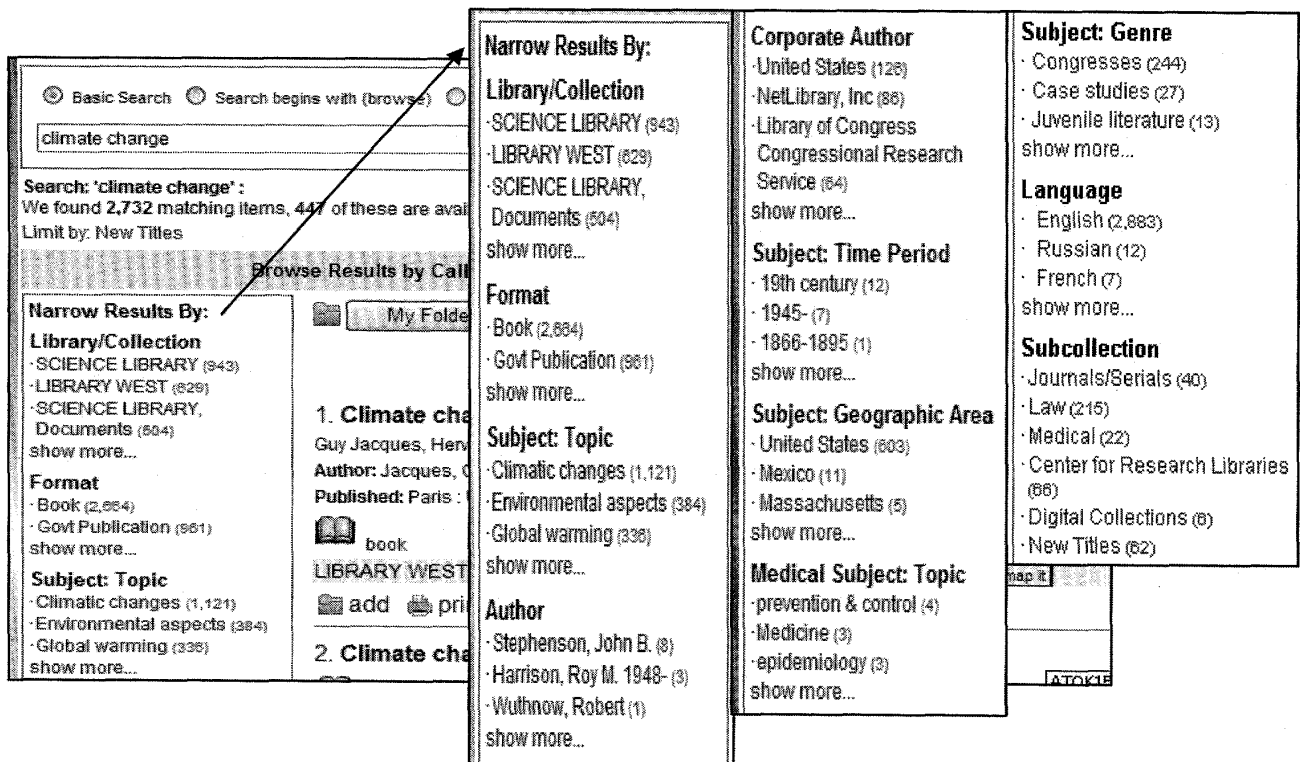 Basic Search Search begins with (browse)
climate change
Search: 'climate change' :
We found 2,732 matching items, 447 of these are avai
Limit by: New Titles
Browse Results by Call
Narrow Results By:
Library/Collection
·SCIENCE LIBRARY (943)
·LIBRARY WEST (629)
·SCIENCE LIBRARY,
Documents (504)
show more...
Format
·Book (2,664)
·Govt Publication (961)
show more...
Subject: Topic
·Climatic changes (1,121)
·Environmental aspects (384)
·Global warming (336)
show more...
My Folde
1. Climate cha
Guy Jacques, Herv
Author: Jacques,
Published: Paris :
book
LIBRARY WEST
add pri
2. Climate cha
Narrow Results By:
Library/Collection
·SCIENCE LIBRARY (943)
·LIBRARY WEST (629)
·SCIENCE LIBRARY,
Documents (504)
show more...
Format
·Book (2,664)
·Govt Publication (961)
show more...
Subject: Topic
·Climatic changes (1,121)
·Environmental aspects (384)
·Global warming (336)
show more...
Author
·Stephenson, John B. (8)
·Harrison, Roy M. 1948- (3)
·Wuthnow, Robert (1)
show more...
Corporate Author
·United States (126)
·NetLibrary, Inc (86)
·Library of Congress
Congressional Research
Service (64)
show more...
Subject: Time Period
· 19th century (12)
· 1945- (7)
· 1866-1895 (1)
show more...
Subject: Geographic Area
· United States (603)
· Mexico (11)
· Massachusetts (5)
show more...
Medical Subject: Topic
·prevention & control (4)
·Medicine (3)
·epidemiology (3)
show more...
Subject: Genre
· Congresses (244)
· Case studies (27)
· Juvenile literature (13)
show more...
Language
· English (2,883)
· Russian (12)
· French (7)
show more...
Subcollection
· Journals/Serials (40)
· Law (215)
· Medical (22)
· Center for Research Libraries
(66)
· Digital Collections (6)
· New Titles (62)
map it